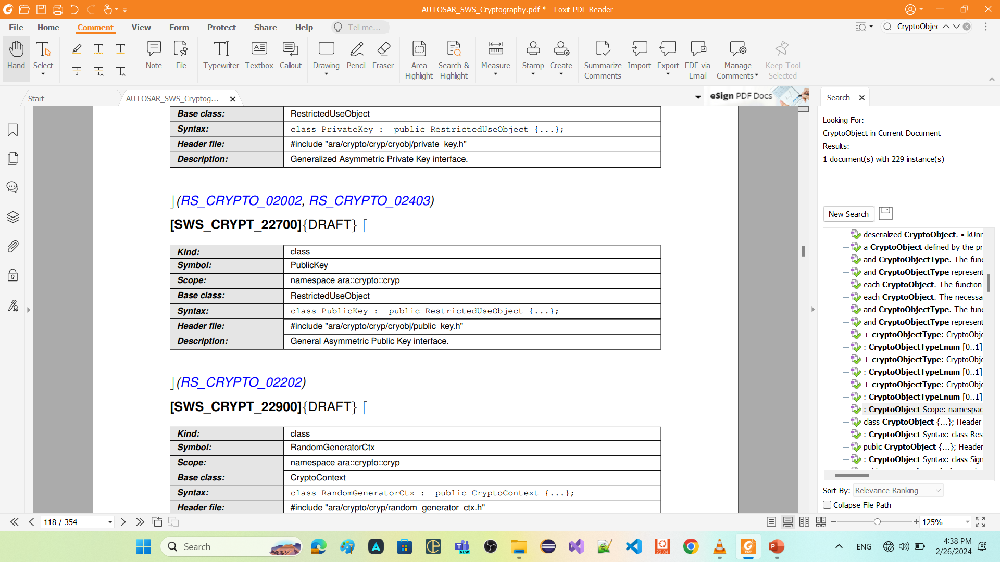 AUTOSAR_SWS_Cryptography.pdf * - Foxit PDF Reader
File Home Comment View Form Protect Share Help Tell me...
CryptoObjec
Hand Select Note File Typewriter Textbox Callout Drawing Pencil Eraser Area Highlight Search & Highlight Measure Stamp Create Summarize Comments Import Export FDF via Email Manage Comments Keep Tool Selected
Start
AUTOSAR_SWS_Cryptog...
eSign PDF Docs
Base class: RestrictedUseObject
Syntax: class PrivateKey : public RestrictedUseObject {...};
Header file: #include "ara/crypto/cryp/cryobj/private_key.h"
Description: Generalized Asymmetric Private Key interface.
⌋(RS_CRYPTO_02002, RS_CRYPTO_02403)
[SWS_CRYPT_22700]{DRAFT} ⌈
Kind: class
Symbol: PublicKey
Scope: namespace ara::crypto::cryp
Base class: RestrictedUseObject
Syntax: class PublicKey : public RestrictedUseObject {...};
Header file: #include "ara/crypto/cryp/cryobj/public_key.h"
Description: General Asymmetric Public Key interface.
⌋(RS_CRYPTO_02202)
[SWS_CRYPT_22900]{DRAFT} ⌈
Kind: class
Symbol: RandomGeneratorCtx
Scope: namespace ara::crypto::cryp
Base class: CryptoContext
Syntax: class RandomGeneratorCtx : public CryptoContext {...};
Header file: #include "ara/crypto/cryp/random_generator_ctx.h"
Search
Looking For:
CryptoObject in Current Document
Results:
1 document(s) with 229 instance(s)
New Search
deserialized CryptoObject. • kUnr
a CryptoObject defined by the pr
and CryptoObjectType. The func
and CryptoObjectType represent
each CryptoObject. The function
each CryptoObject. The necessa
and CryptoObjectType. The func
and CryptoObjectType represent
+ cryptoObjectType: CryptoObje
: CryptoObjectTypeEnum [0..1]
+ cryptoObjectType: CryptoObje
: CryptoObjectTypeEnum [0..1]
+ cryptoObjectType: CryptoObje
: CryptoObjectTypeEnum [0..1]
: CryptoObject Scope: namespac
class CryptoObject {...}; Header
: CryptoObject Syntax: class Res
public CryptoObject {...}; Header
: CryptoObject Syntax: class Sign
Sort By: Relevance Ranking
Collapse File Path
118 / 354
125%
Search
NEW
22.04
PDF
ENG
4:38 PM
2/26/2024